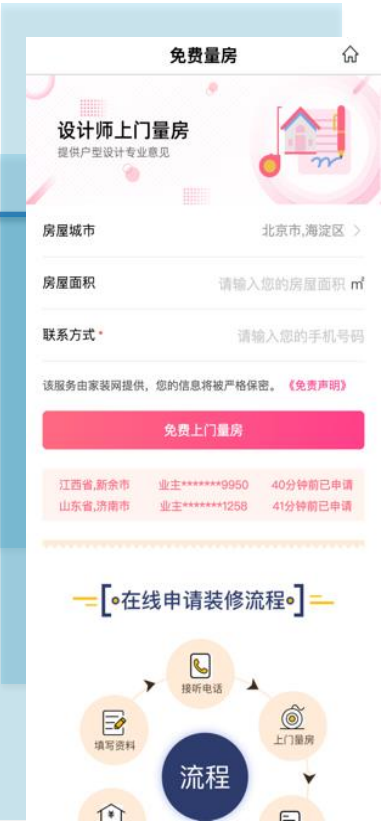 免费量房
设计师上门量房
提供户型设计专业意见
房屋城市 北京市,海淀区
房屋面积 请输入您的房屋面积 ㎡
联系方式* 请输入您的手机号码
该服务由家装网提供，您的信息将被严格保密。《免责声明》
免费上门量房
江西省,新余市 业主*******9950 40分钟前已申请
山东省,济南市 业主*******1258 41分钟前已申请
在线申请装修流程
接听电话
填写资料
上门量房
流程